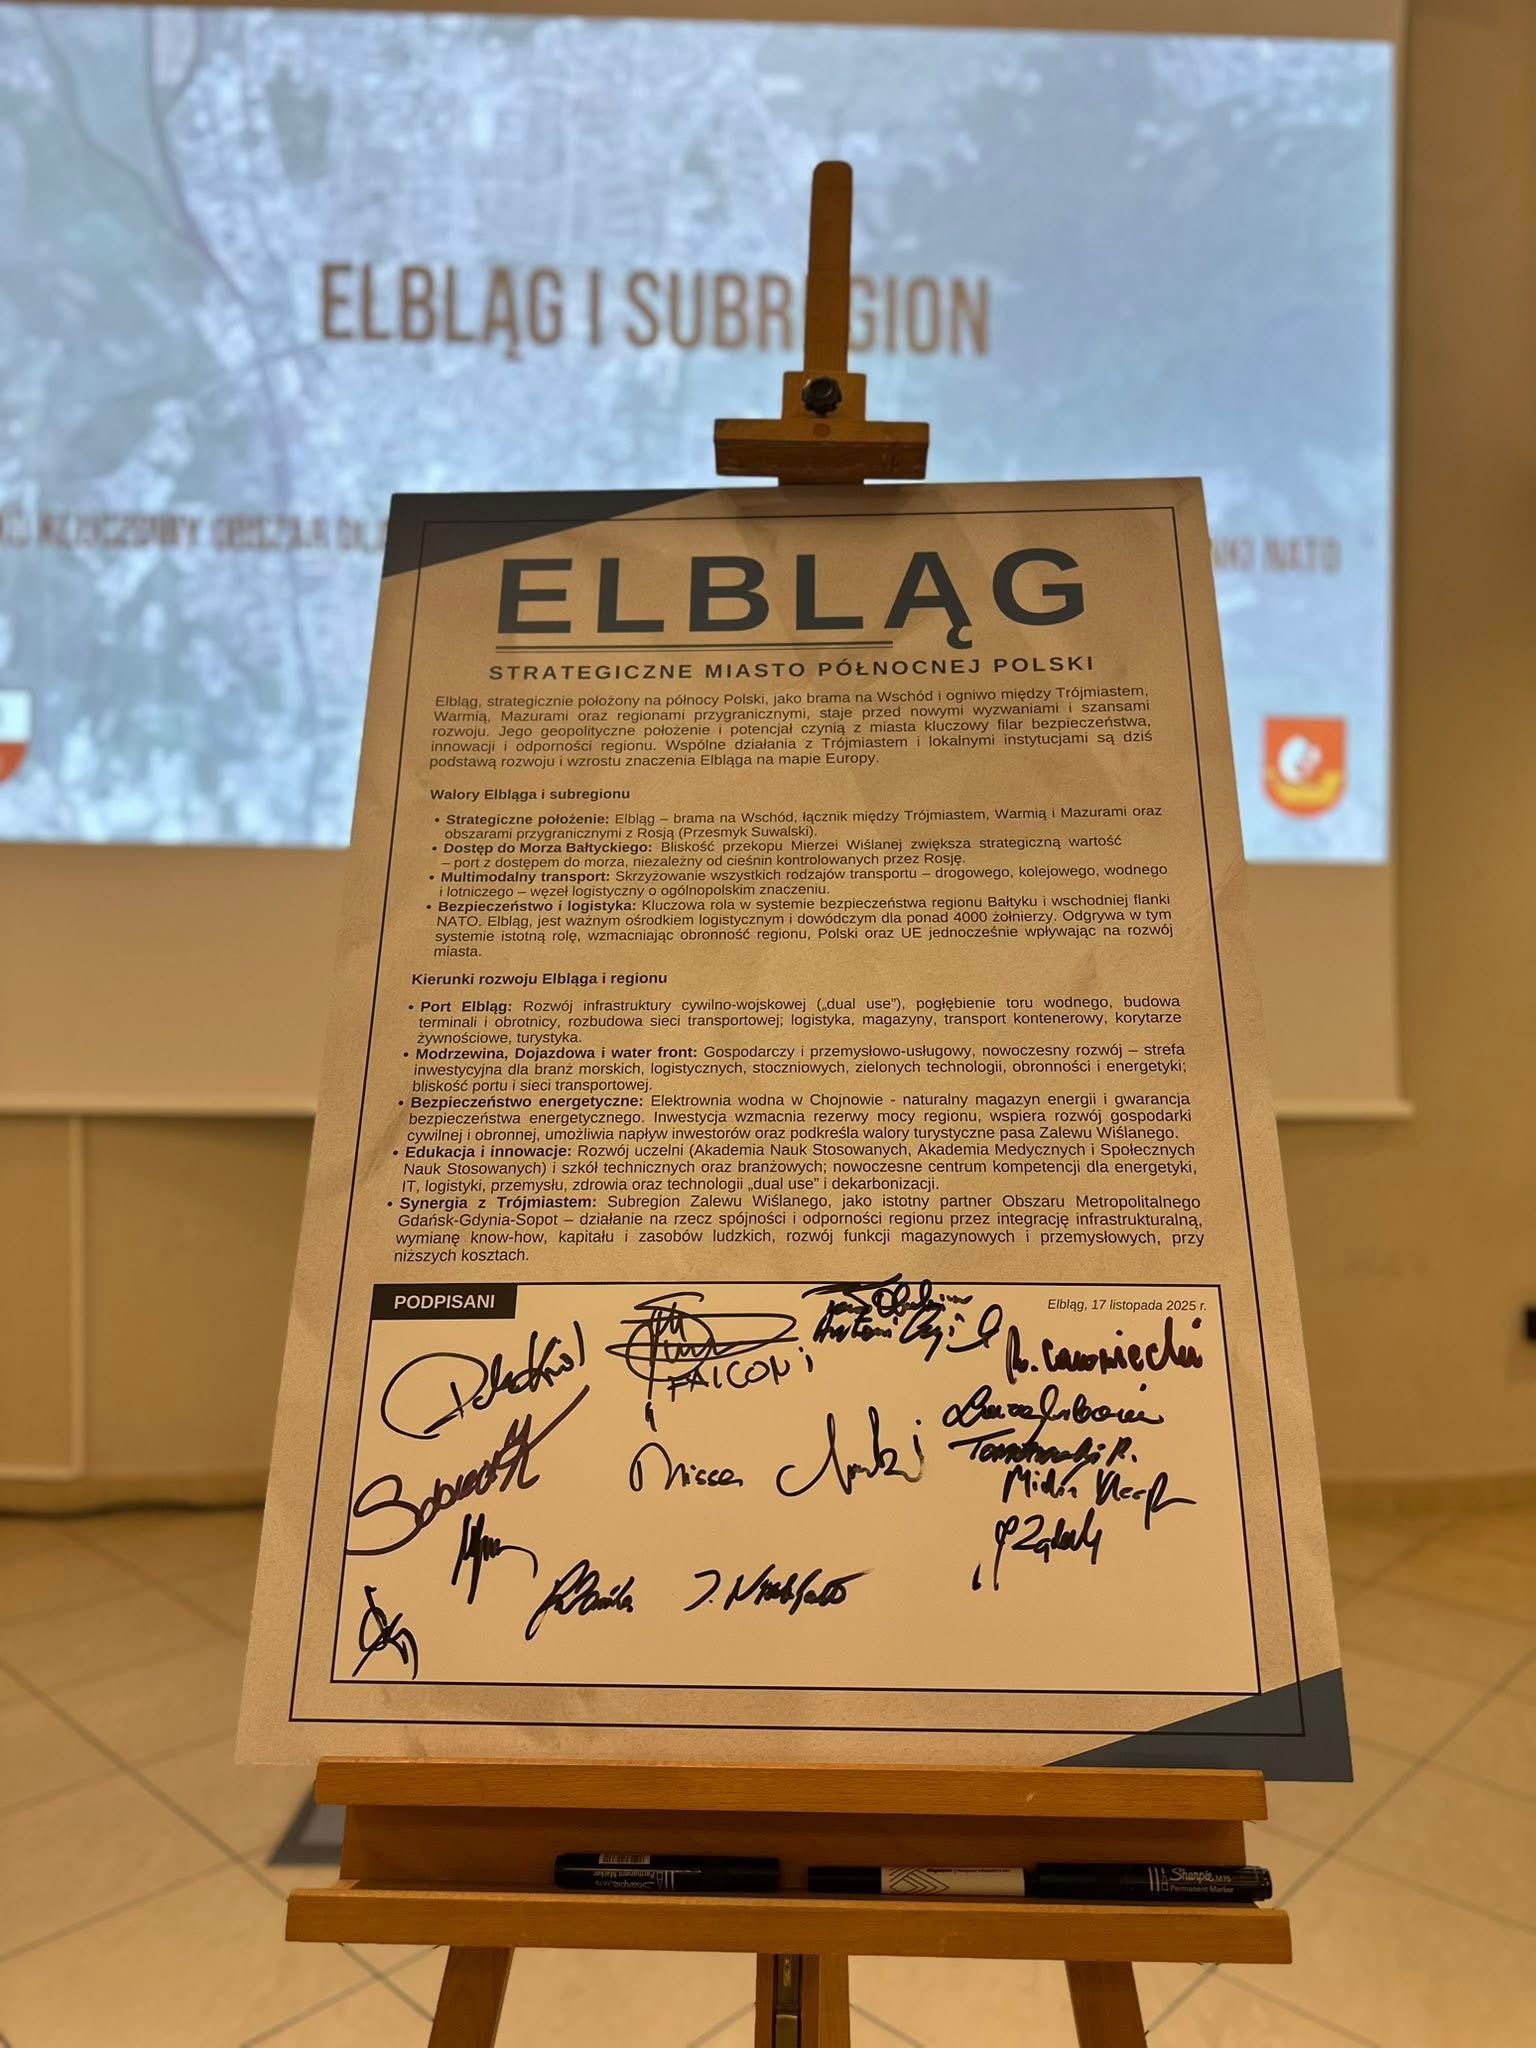 ELBLĄG I SUBREGION
KLUCZOWY OBSZAR DLA
NATO
ELBLĄG
STRATEGICZNE MIASTO PÓŁNOCNEJ POLSKI
Elbląg, strategicznie położony na północy Polski, jako brama na Wschód i ogniwo między Trójmiastem,
Warmią, Mazurami oraz regionami przygranicznymi, staje przed nowymi wyzwaniami i szansami
rozwoju. Jego geopolityczne położenie i potencjał czynią z miasta kluczowy filar bezpieczeństwa,
innowacji i odporności regionu. Wspólne działania z Trójmiastem i lokalnymi instytucjami są dziś
podstawą rozwoju i wzrostu znaczenia Elbląga na mapie Europy.
Walory Elbląga i subregionu
• Strategiczne położenie: Elbląg – brama na Wschód, łącznik między Trójmiastem, Warmią i Mazurami oraz
obszarami przygranicznymi z Rosją (Przesmyk Suwalski).
• Dostęp do Morza Bałtyckiego: Bliskość przekopu Mierzei Wiślanej zwiększa strategiczną wartość
– port z dostępem do morza, niezależny od cieśnin kontrolowanych przez Rosję.
• Multimodalny transport: Skrzyżowanie wszystkich rodzajów transportu – drogowego, kolejowego, wodnego
i lotniczego – węzeł logistyczny o ogólnopolskim znaczeniu.
• Bezpieczeństwo i logistyka: Kluczowa rola w systemie bezpieczeństwa regionu Bałtyku i wschodniej flanki
NATO. Elbląg, jest ważnym ośrodkiem logistycznym i dowódczym dla ponad 4000 żołnierzy. Odgrywa w tym
systemie istotną rolę, wzmacniając obronność regionu, Polski oraz UE jednocześnie wpływając na rozwój
miasta.
Kierunki rozwoju Elbląga i regionu
• Port Elbląg: Rozwój infrastruktury cywilno-wojskowej („dual use”), pogłębienie toru wodnego, budowa
terminali i obrotnicy, rozbudowa sieci transportowej; logistyka, magazyny, transport kontenerowy, korytarze
żywnościowe, turystyka.
• Modrzewina, Dojazdowa i water front: Gospodarczy i przemysłowo-usługowy, nowoczesny rozwój – strefa
inwestycyjna dla branż morskich, logistycznych, stoczniowych, zielonych technologii, obronności i energetyki;
bliskość portu i sieci transportowej.
• Bezpieczeństwo energetyczne: Elektrownia wodna w Chojnowie - naturalny magazyn energii i gwarancja
bezpieczeństwa energetycznego. Inwestycja wzmacnia rezerwy mocy regionu, wspiera rozwój gospodarki
cywilnej i obronnej, umożliwia napływ inwestorów oraz podkreśla walory turystyczne pasa Zalewu Wiślanego.
• Edukacja i innowacje: Rozwój uczelni (Akademia Nauk Stosowanych, Akademia Medycznych i Społecznych
Nauk Stosowanych) i szkół technicznych oraz branżowych; nowoczesne centrum kompetencji dla energetyki,
IT, logistyki, przemysłu, zdrowia oraz technologii „dual use” i dekarbonizacji.
• Synergia z Trójmiastem: Subregion Zalewu Wiślanego, jako istotny partner Obszaru Metropolitalnego
Gdańsk-Gdynia-Sopot – działanie na rzecz spójności i odporności regionu przez integrację infrastrukturalną,
wymianę know-how, kapitału i zasobów ludzkich, rozwój funkcji magazynowych i przemysłowych, przy
niższych kosztach.
PODPISANI
Elbląg, 17 listopada 2025 r.
FALCONI
Missen
Sharpie
Permanent Marker
Sharpie M15
Permanent Marker